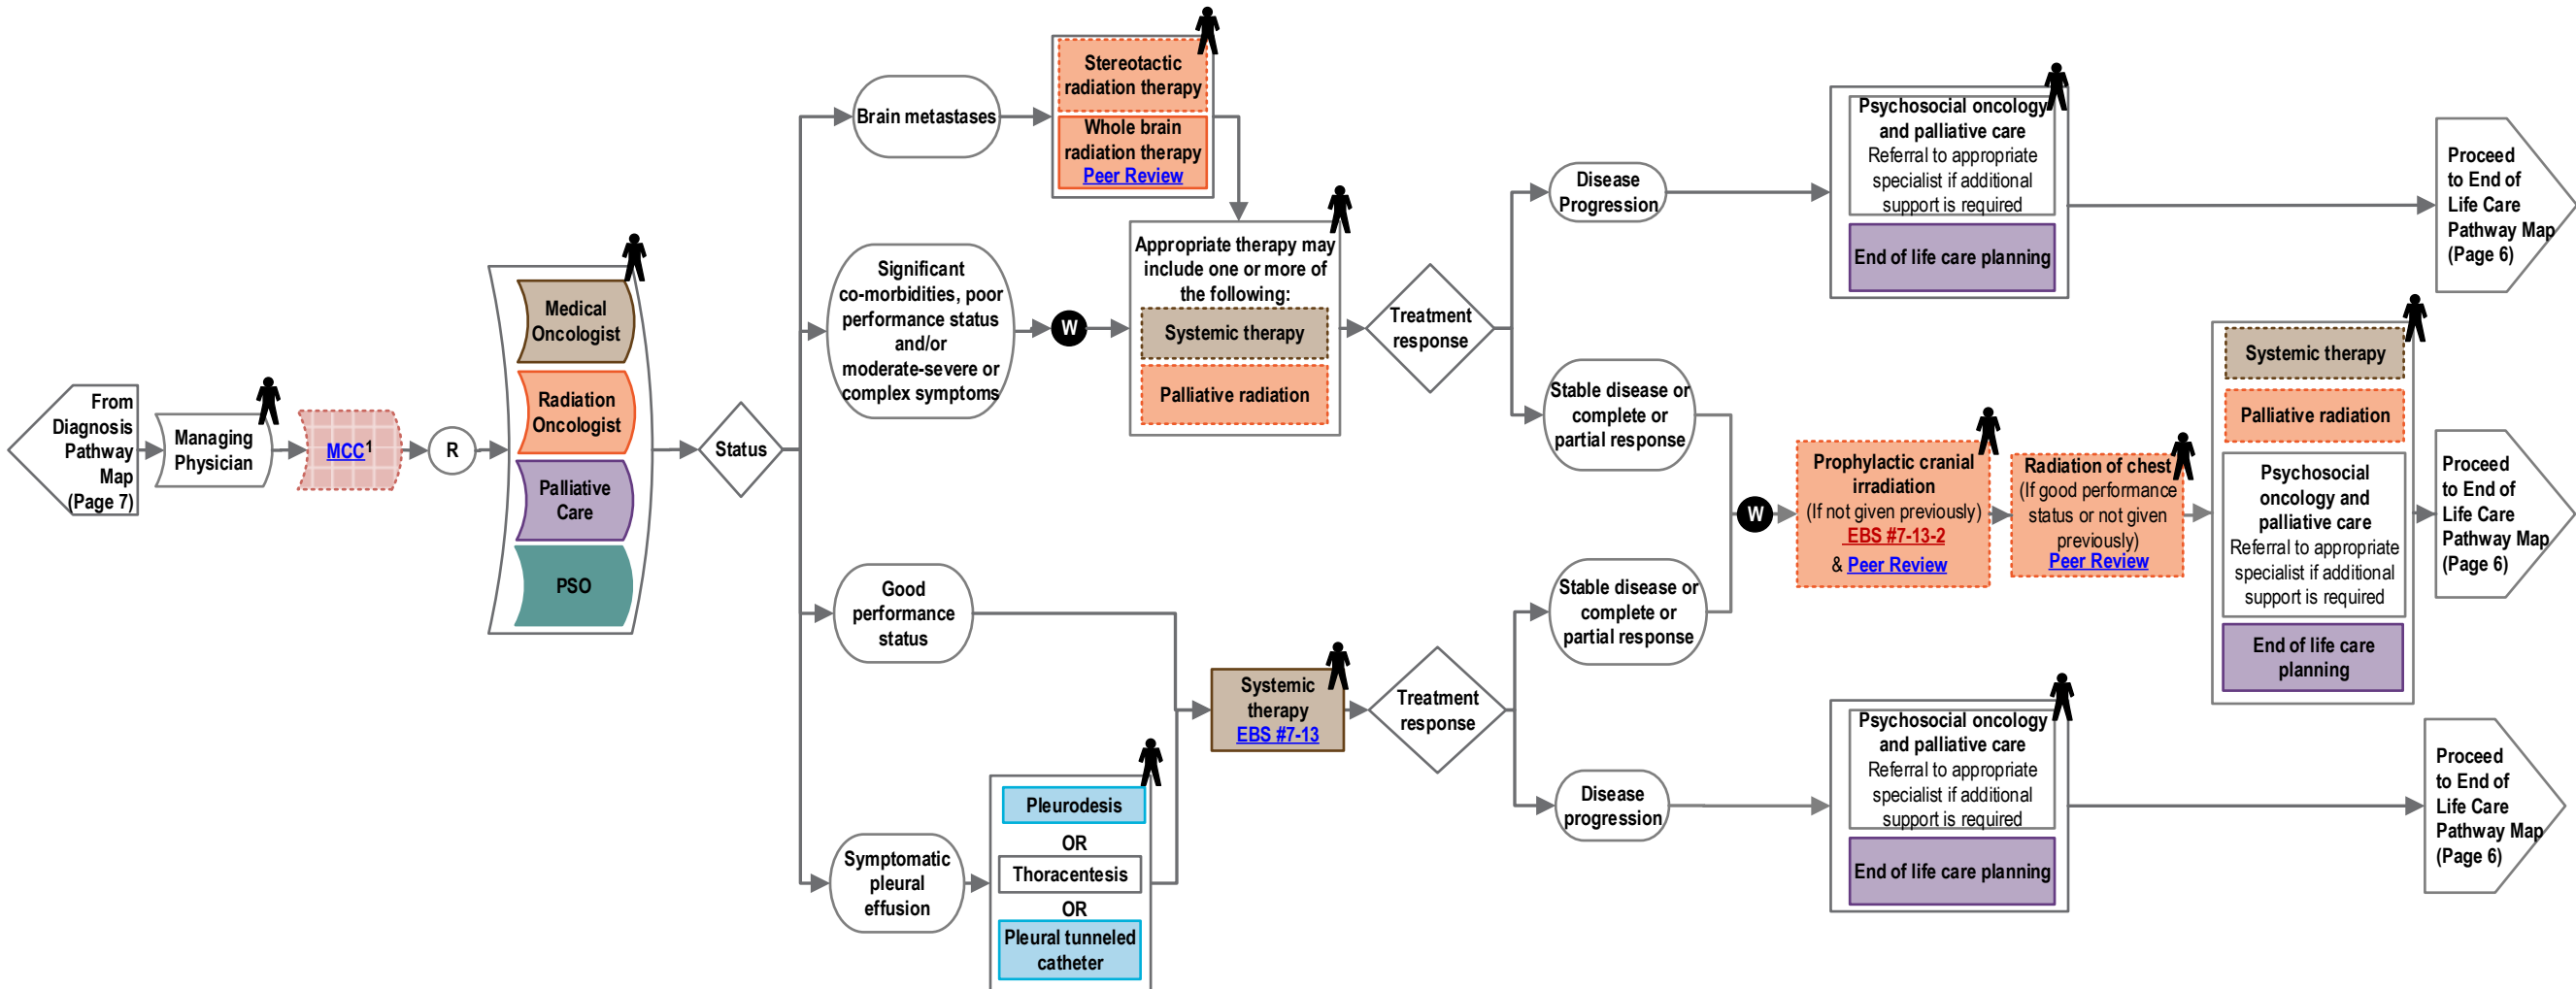 From
Diagnosis
Pathway
Map
(Page 7)
Managing
Physician
MCC1
R
Medical
Oncologist
Radiation
Oncologist
Palliative
Care
PSO
Status
Brain metastases
Stereotactic
radiation therapy
Whole brain
radiation therapy
Peer Review
Significant
co-morbidities, poor
performance status
and/or
moderate-severe or
complex symptoms
W
Appropriate therapy may
include one or more of
the following:
Systemic therapy
Palliative radiation
Treatment
response
Disease
Progression
Psychosocial oncology
and palliative care
Referral to appropriate
specialist if additional
support is required
End of life care planning
Proceed
to End of
Life Care
Pathway Map
(Page 6)
Stable disease or
complete or
partial response
Good
performance
status
Symptomatic
pleural
effusion
Pleurodesis
OR
Thoracentesis
OR
Pleural tunneled
catheter
Systemic
therapy
EBS #7-13
Treatment
response
Stable disease or
complete or
partial response
W
Prophylactic cranial
irradiation
(If not given previously)
EBS #7-13-2
& Peer Review
Radiation of chest
(If good performance
status or not given
previously)
Peer Review
Systemic therapy
Palliative radiation
Psychosocial
oncology and
palliative care
Referral to appropriate
specialist if additional
support is required
End of life care
planning
Proceed
to End of
Life Care
Pathway Map
(Page 6)
Disease
progression
Psychosocial oncology
and palliative care
Referral to appropriate
specialist if additional
support is required
End of life care planning
Proceed
to End of
Life Care
Pathway Map
(Page 6)